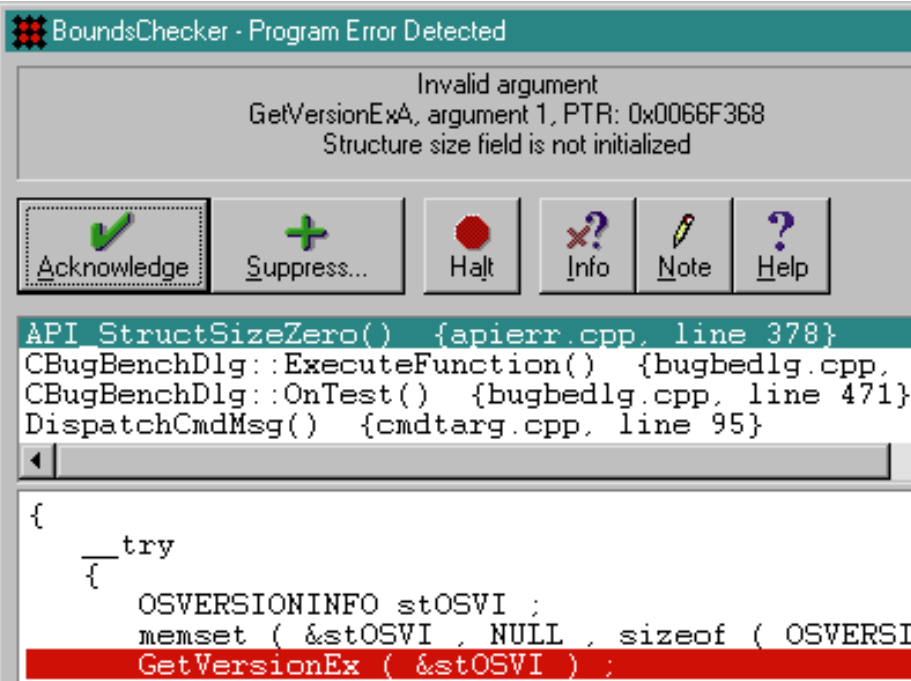 BoundsChecker - Program Error Detected
Invalid argument
GetVersionExA, argument 1, PTR: 0x0066F368
Structure size field is not initialized
Acknowledge Suppress... Halt Info Note Help
API_StructSizeZero() {apierr.cpp, line 378}
CBugBenchDlg::ExecuteFunction() {bugbedlg.cpp,
CBugBenchDlg::OnTest() {bugbedlg.cpp, line 471}
DispatchCmdMsg() {cmdtarg.cpp, line 95}
{
__try
{
OSVERSIONINFO stOSVI ;
memset ( &stOSVI , NULL , sizeof ( OSVERSI
GetVersionEx ( &stOSVI ) ;